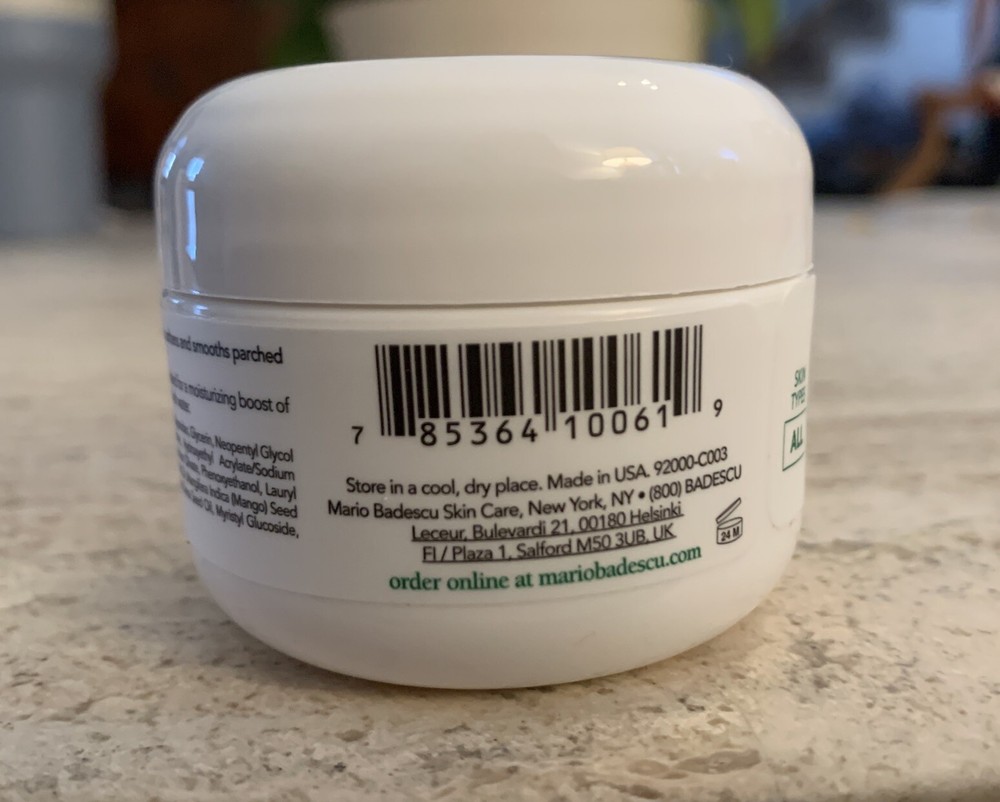 and smooths parched
a moisturizing boost of
Glycerin, Neopentyl Glycol
Acrylate/Sodium
Phenoxyethanol, Lauryl
Indica (Mango) Seed
Seed Oil, Myristyl Glucoside,
7 85364 10061 9
Store in a cool, dry place. Made in USA. 92000-C003
Mario Badescu Skin Care, New York, NY • (800) BADESCU
Leceur, Bulevardi 21, 00180 Helsinki
FI / Plaza 1, Salford M50 3UB, UK
order online at mariobadescu.com
24 M
SKIN
ALL